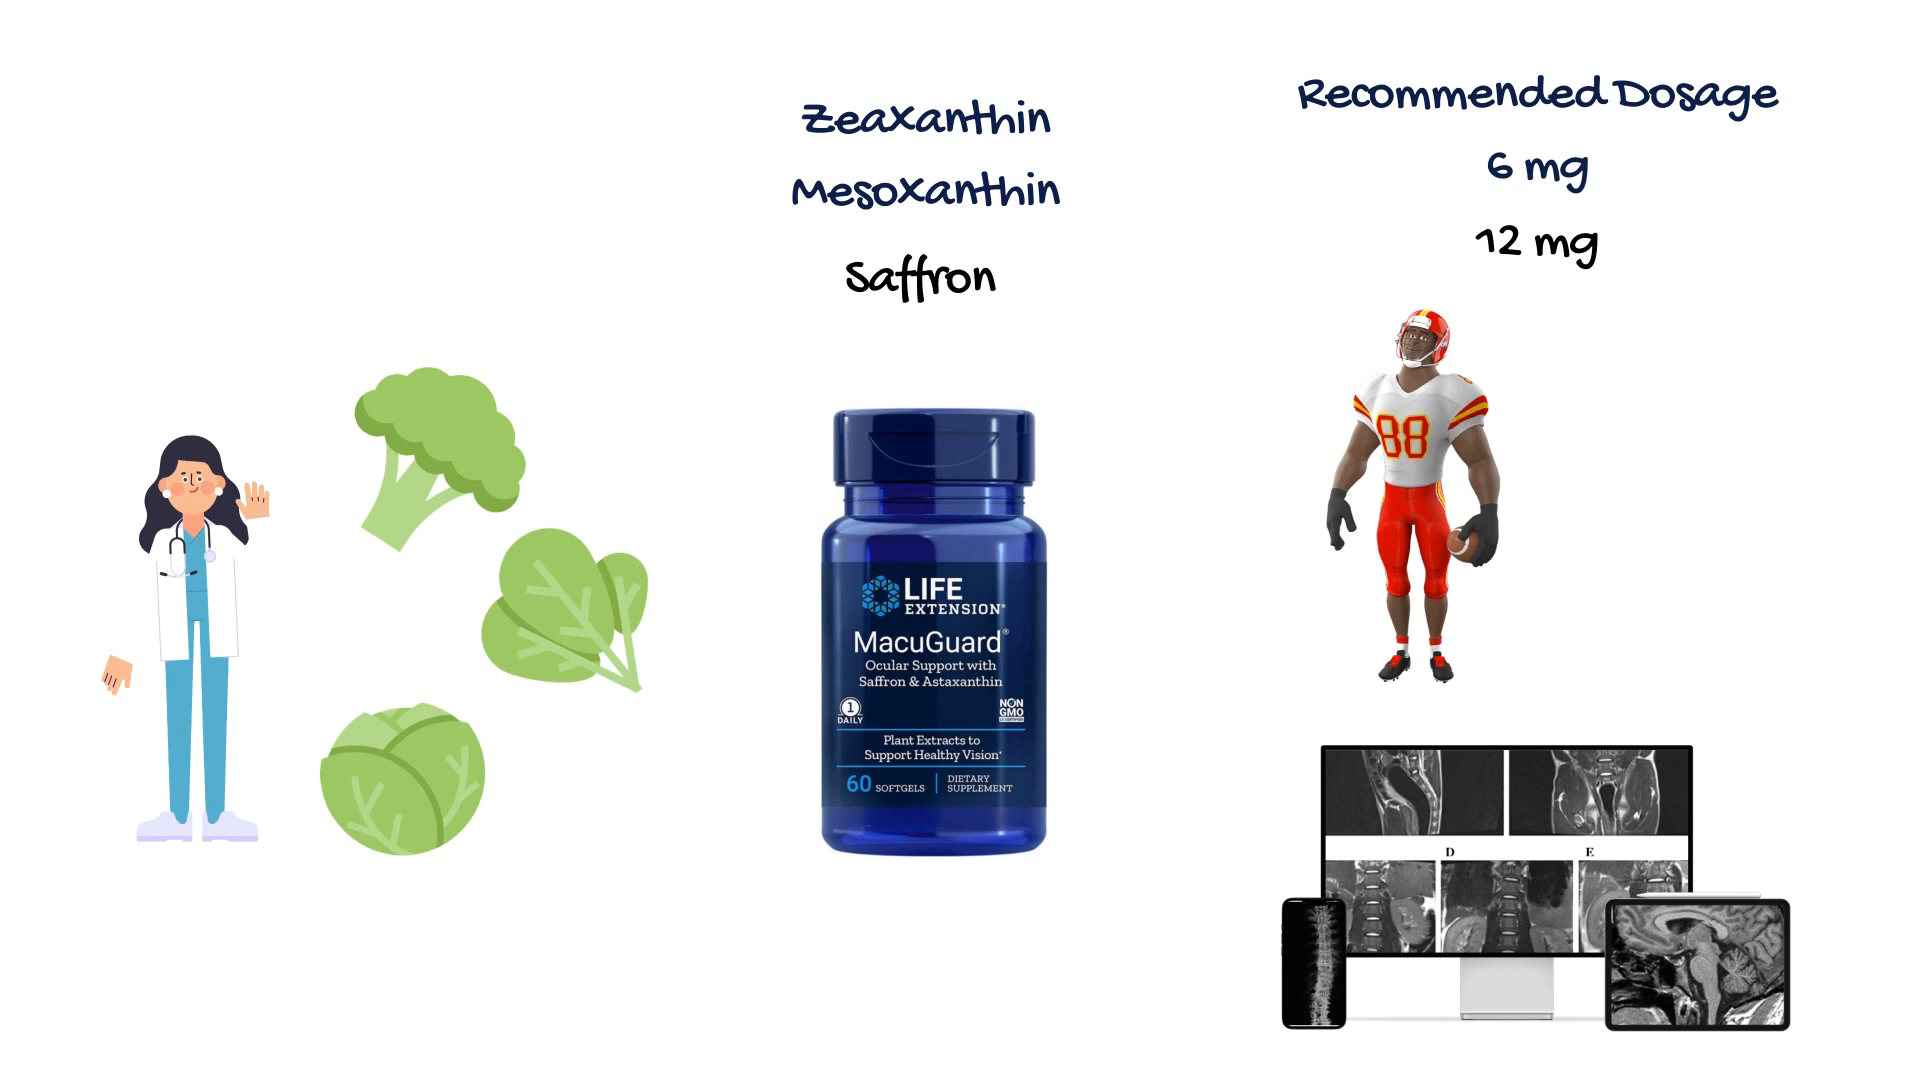 Zeaxanthin
Mesoxanthin
Saffron
LIFE
EXTENSION®
MacuGuard®
Ocular Support with
Saffron & Astaxanthin
1
DAILY
NON
GMO
Plant Extracts to
Support Healthy Vision*
60 SOFTGELS
DIETARY
SUPPLEMENT
Recommended Dosage
6 mg
12 mg
88
D
E